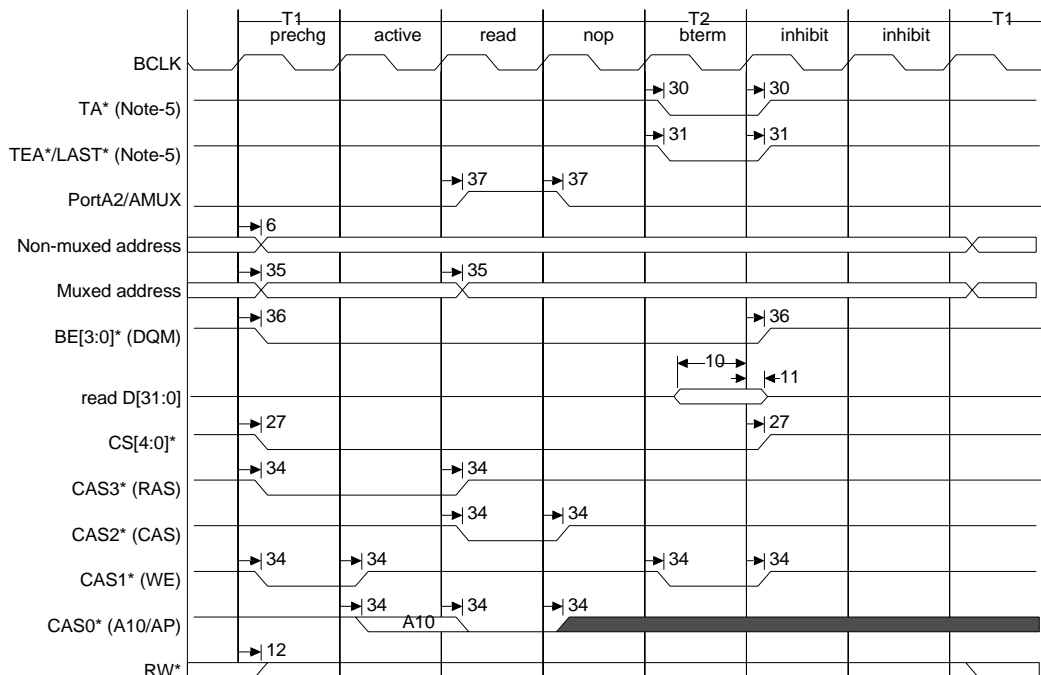 T1 T2 T1
prechg active read nop bterm inhibit inhibit
BCLK
30 30
TA* (Note-5)
31 31
TEA*/LAST* (Note-5)
37 37
PortA2/AMUX
6
Non-muxed address
35 35
Muxed address
36 36
BE[3:0]* (DQM)
10
11
read D[31:0]
27 27
CS[4:0]*
34 34
CAS3* (RAS)
34 34
CAS2* (CAS)
34 34 34 34
CAS1* (WE)
34 34 34
A10
CAS0* (A10/AP)
12
RW*